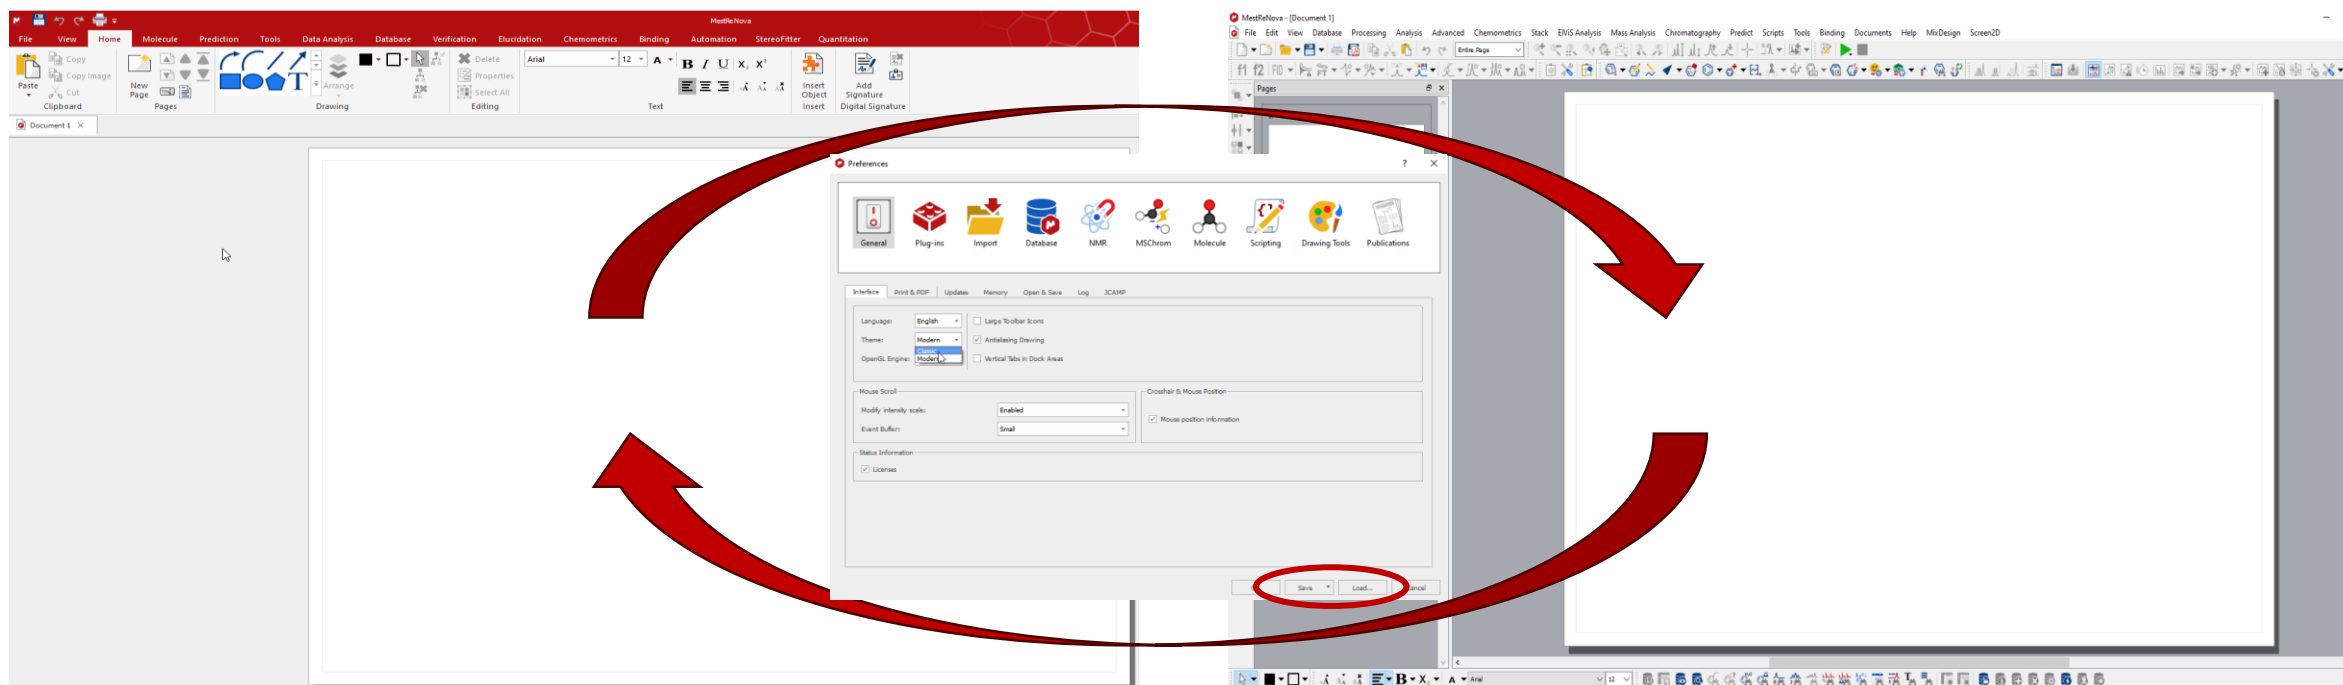 MestReNova
File View Home Molecule Prediction Tools Data Analysis Database Verification Elucidation Chemometrics Binding Automation StereoFitter Quantitation
Paste
Copy
Copy Image
Cut
Clipboard
New Page
Pages
Arrange
Drawing
Delete
Properties
Select All
Editing
Arial 12
B I U X, X²
Text
Insert Object
Insert
Add Signature
Digital Signature
Document 1
MestReNova - [Document 1]
File Edit View Database Processing Analysis Advanced Chemometrics Stack ElViS Analysis Mass Analysis Chromatography Predict Scripts Tools Binding Documents Help MixDesign Screen2D
Entire Page
Pages
Preferences
General Plug-ins Import Database NMR MSChrom Molecule Scripting Drawing Tools Publications
Interface Print & PDF Updates Memory Open & Save Log JCAMP
Language: English Large Toolbar Icons
Theme: Modern Antialiasing Drawing
Classic
OpenGL Engine: Modern Vertical Tabs in Dock Areas
Mouse Scroll
Modify intensity scale: Enabled
Event Buffer: Small
Crosshair & Mouse Position
Mouse position information
Status Information
Licenses
Save Load...
Arial 12